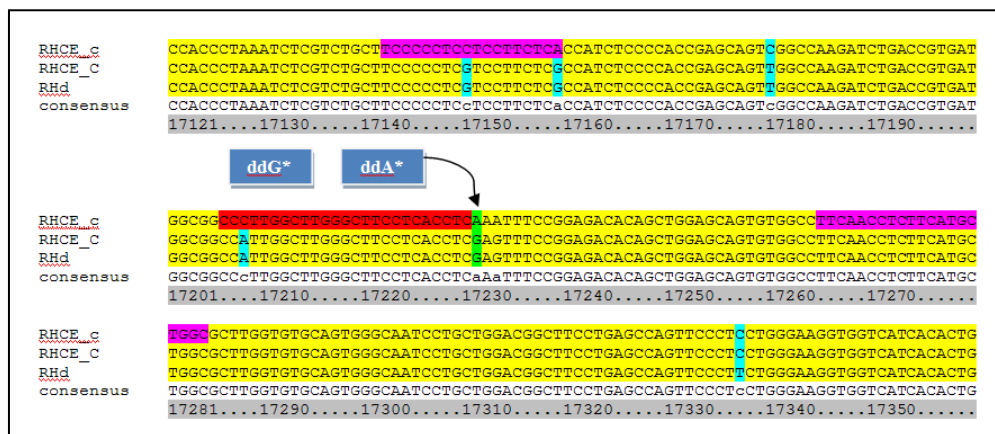 RHCE_c CCACCCTAAATCTCGTCTGCTTCCCCCTCCTCCTTCTCACCATCTCCCCACCGAGCAGTCGGCCAAGATCTGACCGTGAT
RHCE_C CCACCCTAAATCTCGTCTGCTTCCCCCTCGTCCTTCTCGCCATCTCCCCACCGAGCAGTTGGCCAAGATCTGACCGTGAT
RHd CCACCCTAAATCTCGTCTGCTTCCCCCTCGTCCTTCTCGCCATCTCCCCACCGAGCAGTTGGCCAAGATCTGACCGTGAT
consensus CCACCCTAAATCTCGTCTGCTTCCCCCTCcTCCTTCTCaCCATCTCCCCACCGAGCAGTcGGCCAAGATCTGACCGTGAT
17121....17130.....17140.....17150.....17160.....17170.....17180.....17190.......
ddG* ddA*
RHCE_c GGCGGCCCTTGGCTTGGGCTTCCTCACCTCAAATTTCCGGAGACACAGCTGGAGCAGTGTGGCCTTCAACCTCTTCATGC
RHCE_C GGCGGCCATTGGCTTGGGCTTCCTCACCTCGAGTTTCCGGAGACACAGCTGGAGCAGTGTGGCCTTCAACCTCTTCATGC
RHd GGCGGCCATTGGCTTGGGCTTCCTCACCTCGAGTTTCCGGAGACACAGCTGGAGCAGTGTGGCCTTCAACCTCTTCATGC
consensus GGCGGCCcTTGGCTTGGGCTTCCTCACCTCaAaTTTCCGGAGACACAGCTGGAGCAGTGTGGCCTTCAACCTCTTCATGC
17201....17210.....17220.....17230.....17240.....17250.....17260.....17270.......
RHCE_c TGGCGCTTGGTGTGCAGTGGGCAATCCTGCTGGACGGCTTCCTGAGCCAGTTCCCTCCTGGGAAGGTGGTCATCACACTG
RHCE_C TGGCGCTTGGTGTGCAGTGGGCAATCCTGCTGGACGGCTTCCTGAGCCAGTTCCCTCCTGGGAAGGTGGTCATCACACTG
RHd TGGCGCTTGGTGTGCAGTGGGCAATCCTGCTGGACGGCTTCCTGAGCCAGTTCCCTTCTGGGAAGGTGGTCATCACACTG
consensus TGGCGCTTGGTGTGCAGTGGGCAATCCTGCTGGACGGCTTCCTGAGCCAGTTCCCTcCTGGGAAGGTGGTCATCACACTG
17281....17290.....17300.....17310.....17320.....17330.....17340.....17350.......